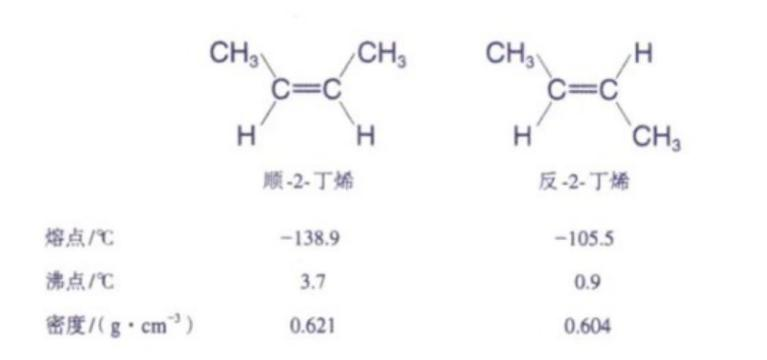 CH₃ CH₃ CH₃ H
C=C C=C
H H H CH₃
顺-2-丁烯 反-2-丁烯
熔点/℃ -138.9 -105.5
沸点/℃ 3.7 0.9
密度/(g·cm⁻³) 0.621 0.604